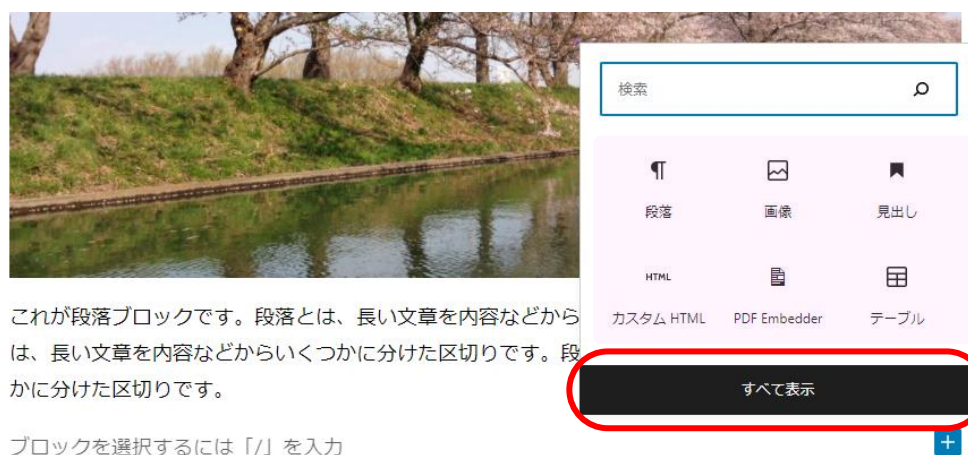 検索
段落 画像 見出し
HTML
カスタム HTML PDF Embedder テーブル
すべて表示
これが段落ブロックです。段落とは、長い文章を内容などから
は、長い文章を内容などからいくつかに分けた区切りです。段
かに分けた区切りです。
ブロックを選択するには「/」を入力